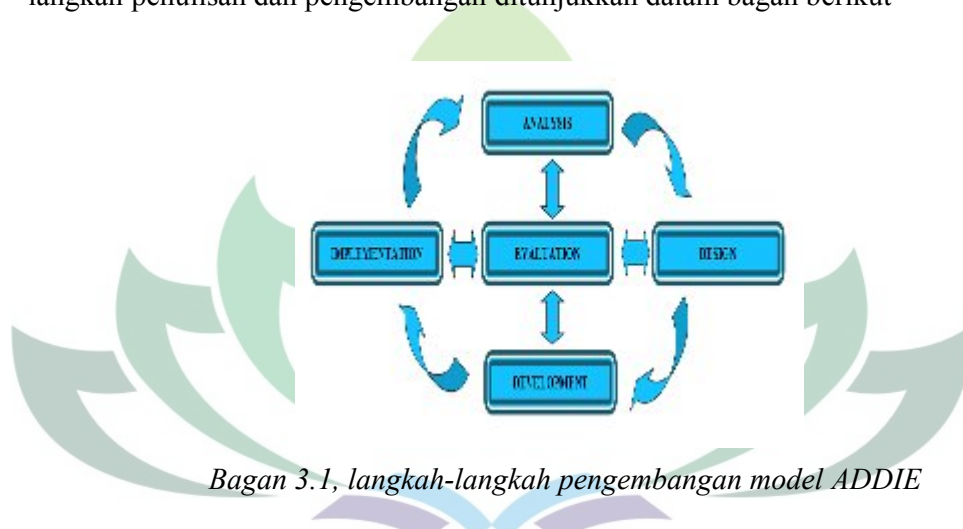 langkah penulisan dan pengembangan ditunjukkan dalam bagan berikut
ANALYSIS
IMPLEMENTATION
EVALUATION
DESIGN
DEVELOPMENT
Bagan 3.1, langkah-langkah pengembangan model ADDIE